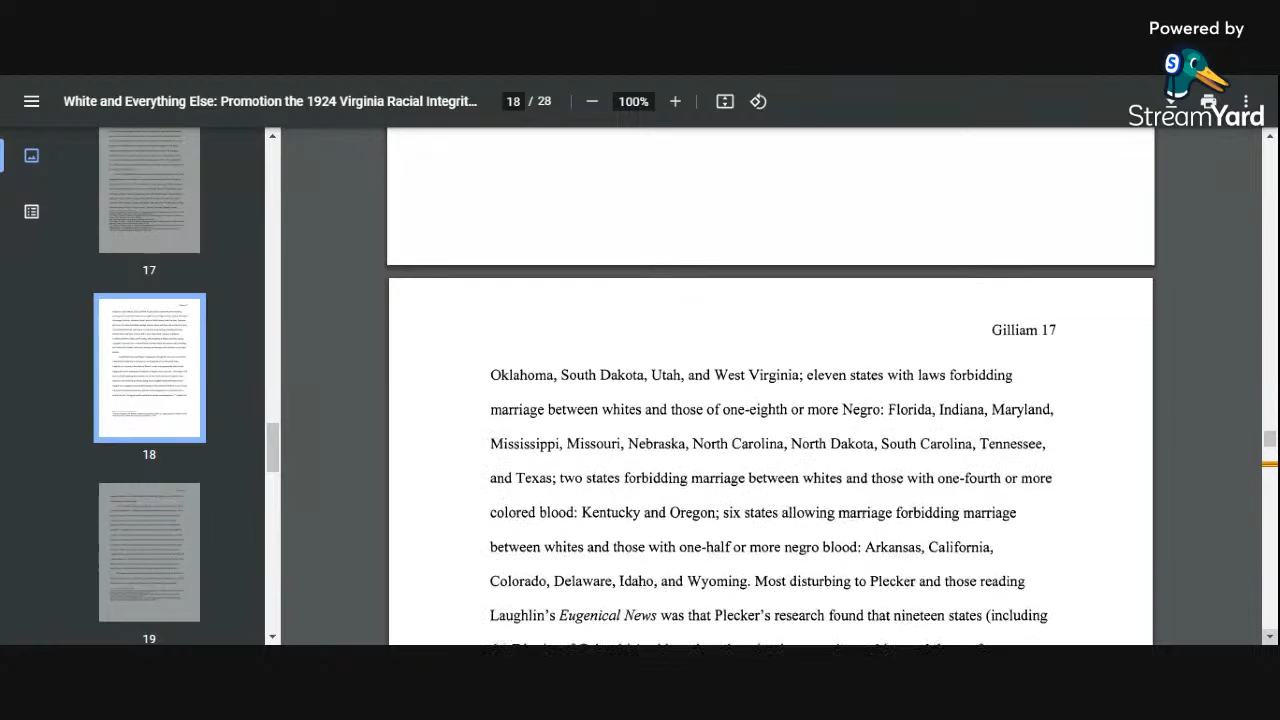 Powered by
StreamYard
White and Everything Else: Promotion the 1924 Virginia Racial Integrit...
18 / 28
100%
17
18
19
Gilliam 17
Oklahoma, South Dakota, Utah, and West Virginia; eleven states with laws forbidding
marriage between whites and those of one-eighth or more Negro: Florida, Indiana, Maryland,
Mississippi, Missouri, Nebraska, North Carolina, North Dakota, South Carolina, Tennessee,
and Texas; two states forbidding marriage between whites and those with one-fourth or more
colored blood: Kentucky and Oregon; six states allowing marriage forbidding marriage
between whites and those with one-half or more negro blood: Arkansas, California,
Colorado, Delaware, Idaho, and Wyoming. Most disturbing to Plecker and those reading
Laughlin's Eugenical News was that Plecker's research found that nineteen states (including